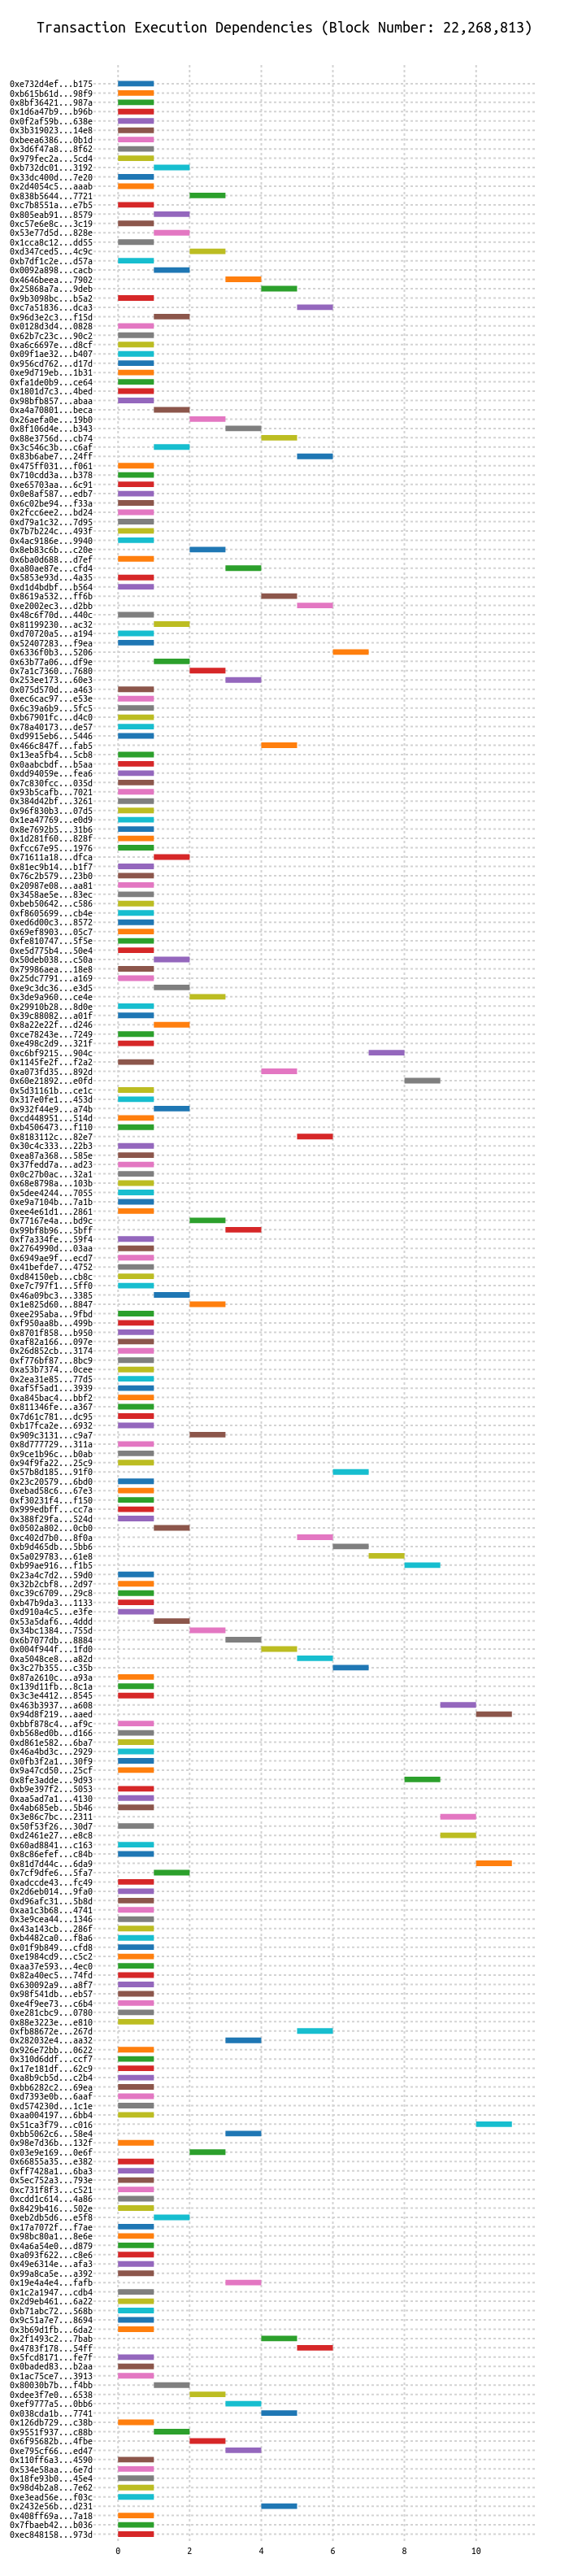 Transaction Execution Dependencies (Block Number: 22,268,813)
0xe732d4ef...b175
0xb615b61d...98f9
0x8bf36421...987a
0x1d6a47b9...b96b
0x0f2af59b...638e
0x3b319023...14e8
0xbeea6386...0b1d
0x3d6f47a8...8f62
0x979fec2a...5cd4
0xb732dc01...3192
0x33dc400d...7e20
0x2d4054c5...aaab
0x838b5644...7721
0xc7b8551a...e7b5
0x805eab91...8579
0xc57e6e8c...3c19
0x53e77d5d...828e
0x1cca8c12...dd55
0xd347ced5...4c9c
0xb7df1c2e...d57a
0x0092a898...cacb
0x4646beea...7902
0x25868a7a...9deb
0x9b3098bc...b5a2
0xc7a51836...dca3
0x96d3e2c3...f15d
0x0128d3d4...0828
0x62b7c23c...90c2
0xa6c6697e...d8cf
0x09f1ae32...b407
0x956cd762...d17d
0xe9d719eb...1b31
0xfa1de0b9...ce64
0x1801d7c3...4bed
0x98bfb857...abaa
0xa4a70801...beca
0x26aefa0e...19b0
0x8f106d4e...b343
0x88e3756d...cb74
0x3c546c3b...c6af
0x83b6abe7...24ff
0x475ff031...f061
0x710cdd3a...b378
0xe65703aa...6c91
0x0e8af587...edb7
0x6c02be94...f33a
0x2fcc6ee2...bd24
0xd79a1c32...7d95
0x7b7b224c...493f
0x4ac9186e...9940
0x8eb83c6b...c20e
0x6ba0d688...d7ef
0xa80ae87e...cfd4
0x5853e93d...4a35
0xd1d4bdbf...b564
0x8619a532...ff6b
0xe2002ec3...d2bb
0x48c6f70d...440c
0x81199230...ac32
0xd70720a5...a194
0x52407283...f9ea
0x6336f0b3...5206
0x63b77a06...df9e
0x7a1c7360...7680
0x253ee173...60e3
0x075d570d...a463
0xec6cac97...e53e
0x6c39a6b9...5fc5
0xb67901fc...d4c0
0x78a40173...de57
0xd9915eb6...5446
0x466c847f...fab5
0x13ea5fb4...5cb8
0x0aabcbdf...b5aa
0xdd94059e...fea6
0x7c830fcc...035d
0x93b5cafb...7021
0x384d42bf...3261
0x96f830b3...07d5
0x1ea47769...e0d9
0x8e7692b5...31b6
0x1d281f60...828f
0xfcc67e95...1976
0x71611a18...dfca
0x81ec9b14...b1f7
0x76c2b579...23b0
0x20987e08...aa81
0x3458ae5e...83ec
0xbeb50642...c586
0xf8605699...cb4e
0xed6d00c3...8572
0x69ef8903...05c7
0xfe810747...5f5e
0xe5d775b4...50e4
0x50deb038...c50a
0x79986aea...18e8
0x25dc7791...a169
0xe9c3dc36...e3d5
0x3de9a960...ce4e
0x29910b28...8d0e
0x39c88082...a01f
0x8a22e22f...d246
0xce78243e...7249
0xe498c2d9...321f
0xc6bf9215...904c
0x1145fe2f...f2a2
0xa073fd35...892d
0x60e21892...e0fd
0x5d31161b...ce1c
0x317e0fe1...453d
0x932f44e9...a74b
0xcd448951...514d
0xb4506473...f110
0x8183112c...82e7
0x30c4c333...22b3
0xea87a368...585e
0x37fedd7a...ad23
0x0c27b0ac...32a1
0x68e8798a...103b
0x5dee4244...7055
0xe9a7104b...7a1b
0xee4e61d1...2861
0x77167e4a...bd9c
0x99bf8b96...5bff
0xf7a334fe...59f4
0x2764990d...03aa
0x6949ae9f...ecd7
0x41befde7...4752
0xd84150eb...cb8c
0xe7c797f1...5ff0
0x46a09bc3...3385
0x1e825d60...8847
0xee295aba...9fbd
0xf950aa8b...499b
0x8701f858...b950
0xaf82a166...097e
0x26d852cb...3174
0xf776bf87...8bc9
0xa53b7374...0cee
0x2ea31e85...77d5
0xaf5f5ad1...3939
0xa845bac4...bbf2
0x811346fe...a367
0x7d61c781...dc95
0xb17fca2e...6932
0x909c3131...c9a7
0x8d777729...311a
0x9ce1b96c...b0ab
0x94f9fa22...25c9
0x57b8d185...91f0
0x23c20579...6bd0
0xebad58c6...67e3
0xf30231f4...f150
0x999edbff...cc7a
0x388f29fa...524d
0x0502a802...0cb0
0xc402d7b0...8f0a
0xb9d465db...5bb6
0x5a029783...61e8
0xb99ae916...f1b5
0x23a4c7d2...59d0
0x32b2cbf8...2d97
0xc39c6709...29c8
0xb47b9da3...1133
0xd910a4c5...e3fe
0x53a5daf6...4ddd
0x34bc1384...755d
0x6b7077db...8884
0x004f944f...1fd0
0xa5048ce8...a82d
0x3c27b355...c35b
0x87a2610c...a93a
0x139d11fb...8c1a
0x3c3e4412...8545
0x463b3937...a608
0x94d8f219...aaed
0xbbf878c4...af9c
0xb568ed0b...d166
0xd861e582...6ba7
0x46a4bd3c...2929
0x0fb3f2a1...30f9
0x9a47cd50...25cf
0x8fe3adde...9d93
0xb9e397f2...5053
0xaa5ad7a1...4130
0x4ab685eb...5b46
0x3e86c7bc...2311
0x50f53f26...30d7
0xd2461e27...e8c8
0x60ad8841...c163
0x8c86efef...c84b
0x81d7d44c...6da9
0x7cf9dfe6...5fa7
0xadccde43...fc49
0x2d6eb014...9fa0
0xd96afc31...5b8d
0xaa1c3b68...4741
0x3e9cea44...1346
0x43a143cb...286f
0xb4482ca0...f8a6
0x01f9b849...cfd8
0xe1984cd9...c5c2
0xaa37e593...4ec0
0x82a40ec5...74fd
0x630092a9...a8f7
0x98f541db...eb57
0xe4f9ee73...c6b4
0xe281cbc9...0780
0x88e3223e...e810
0xfb88672e...267d
0x282032e4...aa32
0x926e72bb...0622
0x310d6ddf...ccf7
0x17e181df...62c9
0xa8b9cb5d...c2b4
0xbb6282c2...69ea
0xd7393e0b...6aaf
0xd574230d...1c1e
0xaa004197...6bb4
0x51ca3f79...c016
0xbb5062c6...58e4
0x98e7d36b...132f
0x03e9e169...0e6f
0x66855a35...e382
0xff7428a1...6ba3
0x5ec752a3...793e
0xc731f8f3...c521
0xcdd1c614...4a86
0x8429b416...502e
0xeb2db5d6...e5f8
0x17a7072f...f7ae
0x98bc80a1...8e6e
0x4a6a54e0...d879
0xa093f622...c8e6
0x49e6314e...afa3
0x99a8ca5e...a392
0x19e4a4e4...fafb
0x1c2a1947...cdb4
0x2d9eb461...6a22
0xb71abc72...568b
0x9c51a7e7...8694
0x3b69d1fb...6da2
0x2f1493c2...7bab
0x4783f178...54ff
0x5fcd8171...fe7f
0x0baded83...b2aa
0x1ac75ce7...3913
0x80030b7b...f4bb
0xdee3f7e0...6538
0xef9777a5...0bb6
0x038cda1b...7741
0x126db729...c38b
0x9551f937...c88b
0x6f95682b...4fbe
0xe795cf66...ed47
0x110ff6a3...4590
0x534e58aa...6e7d
0x18fe93b0...45e4
0x98d4b2a8...7e62
0xe3ead56e...f03c
0x2432e56b...d231
0x408ff69a...7a18
0x7fbaeb42...b036
0xec848158...973d
0 2 4 6 8 10